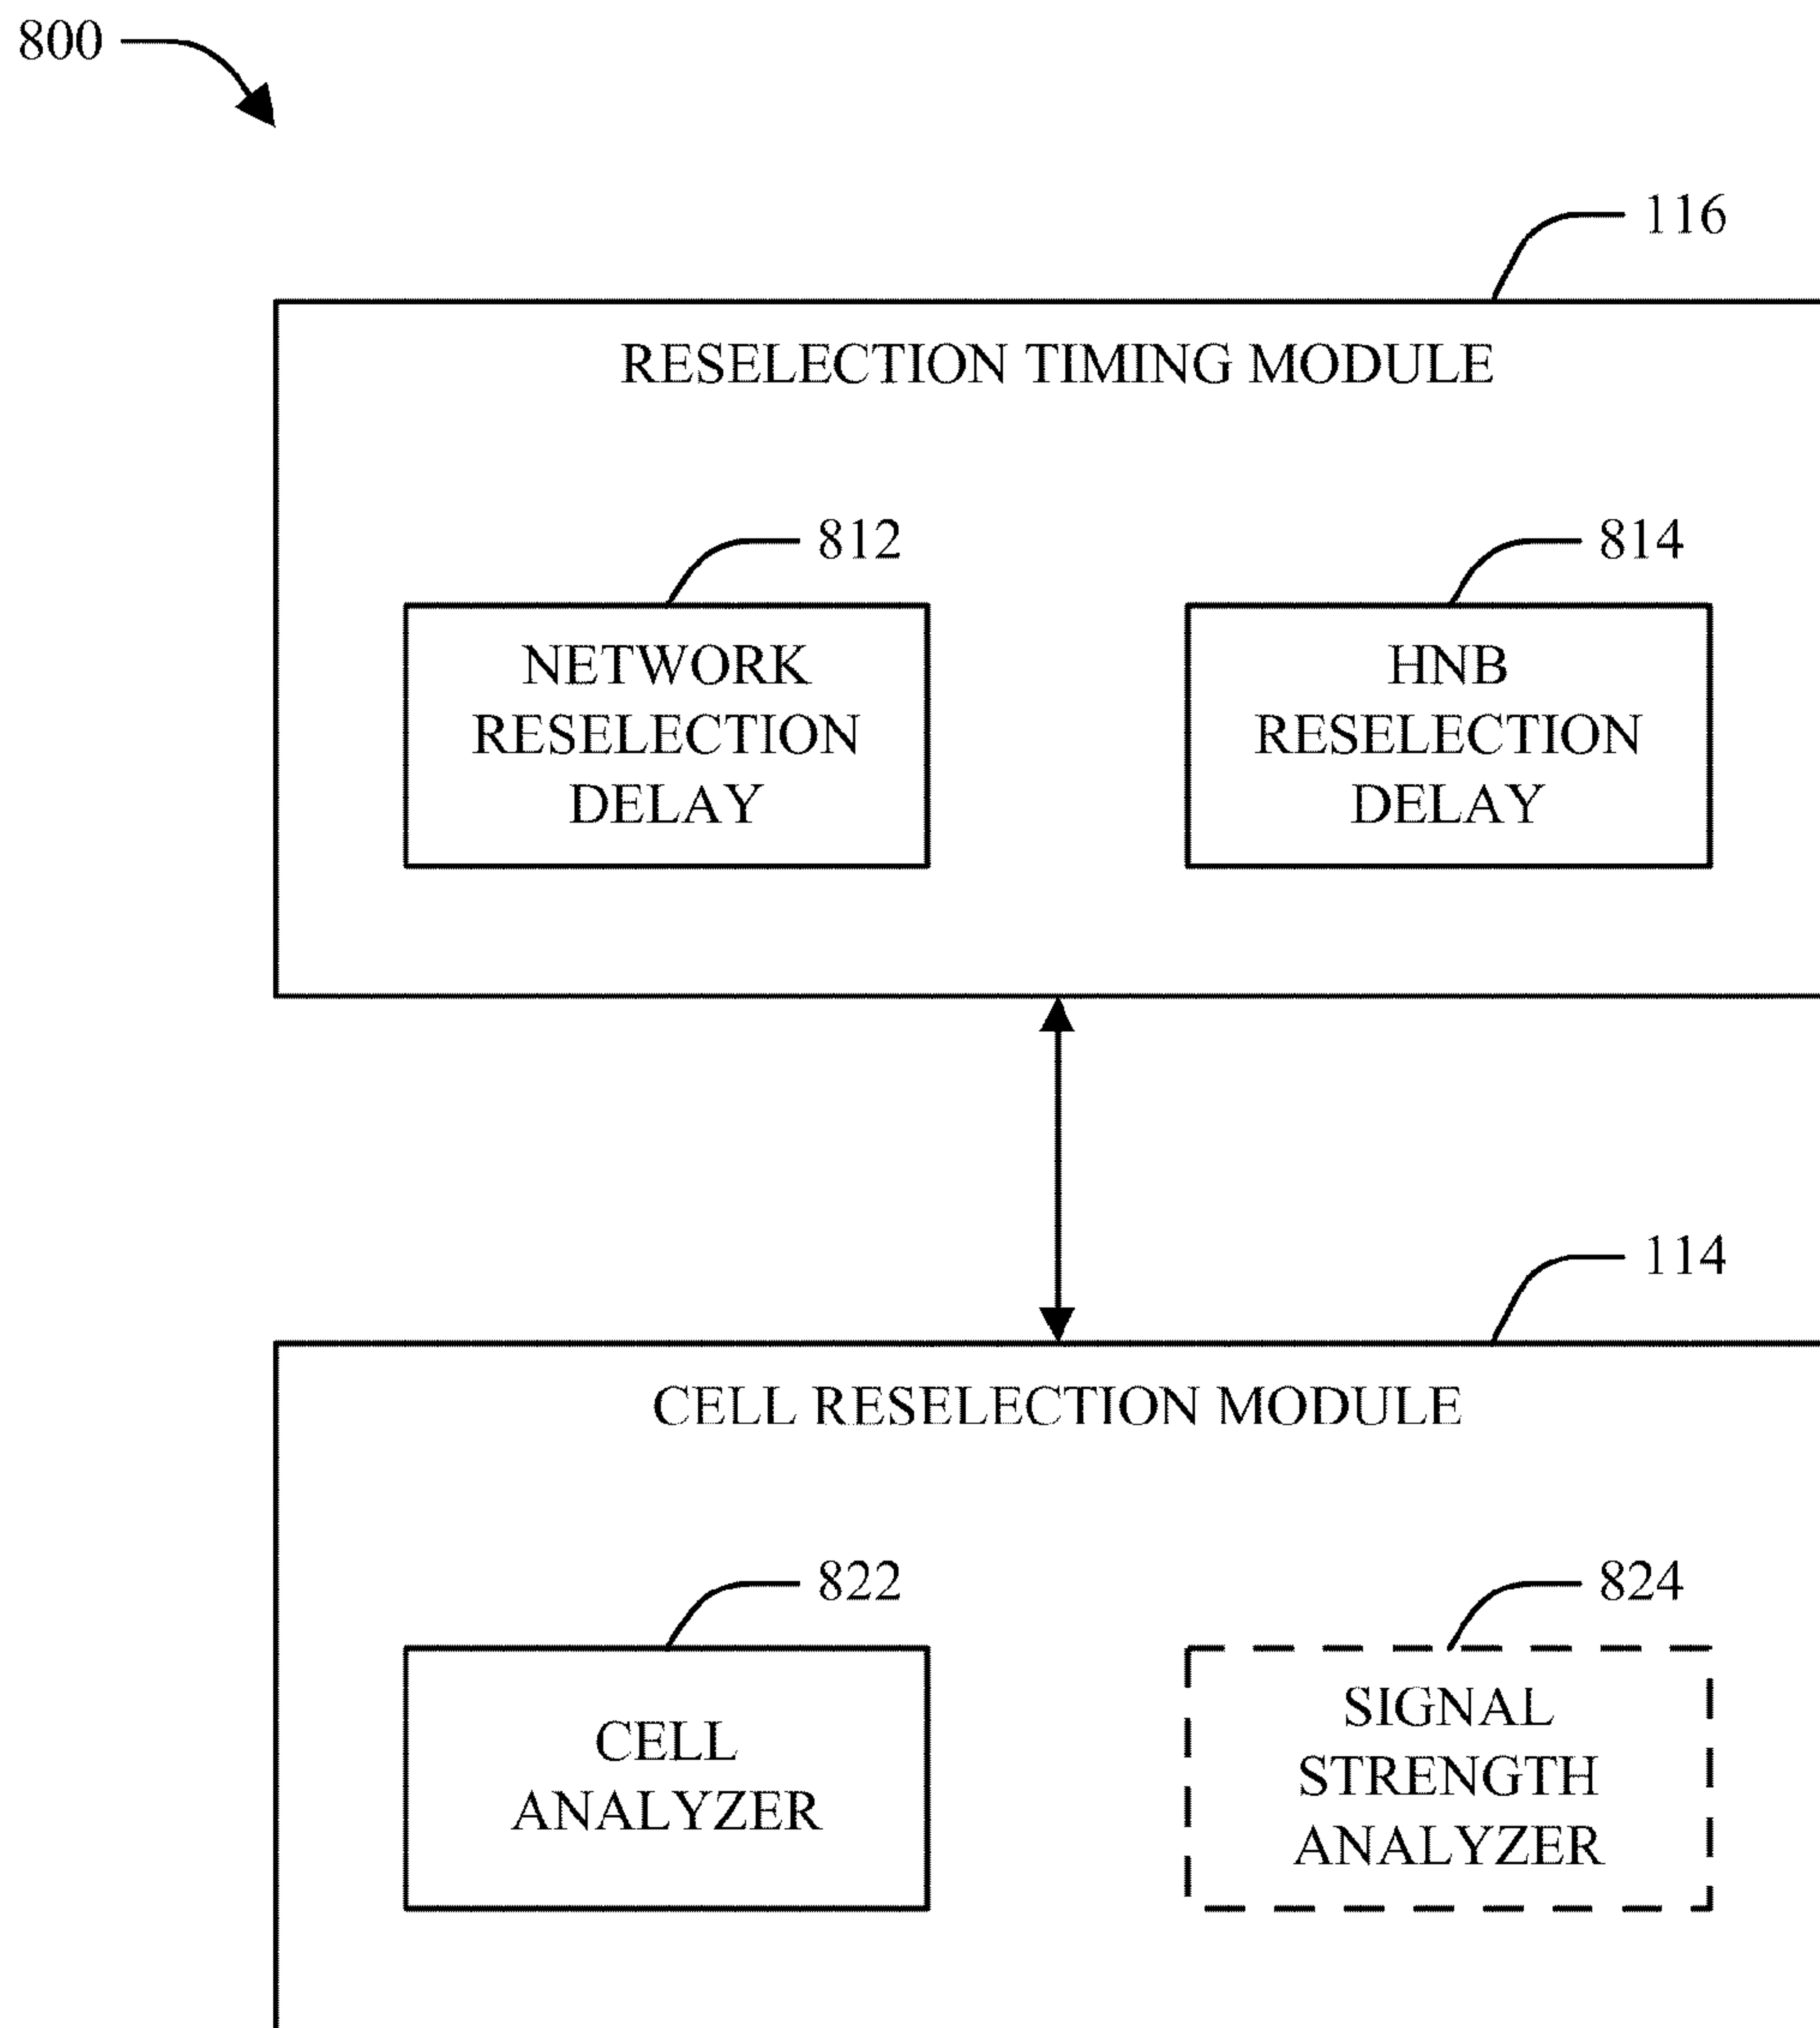 800
116
RESELECTION TIMING MODULE
812
814
NETWORK
RESELECTION
DELAY
HNB
RESELECTION
DELAY
114
CELL RESELECTION MODULE
822
824
CELL
ANALYZER
SIGNAL
STRENGTH
ANALYZER